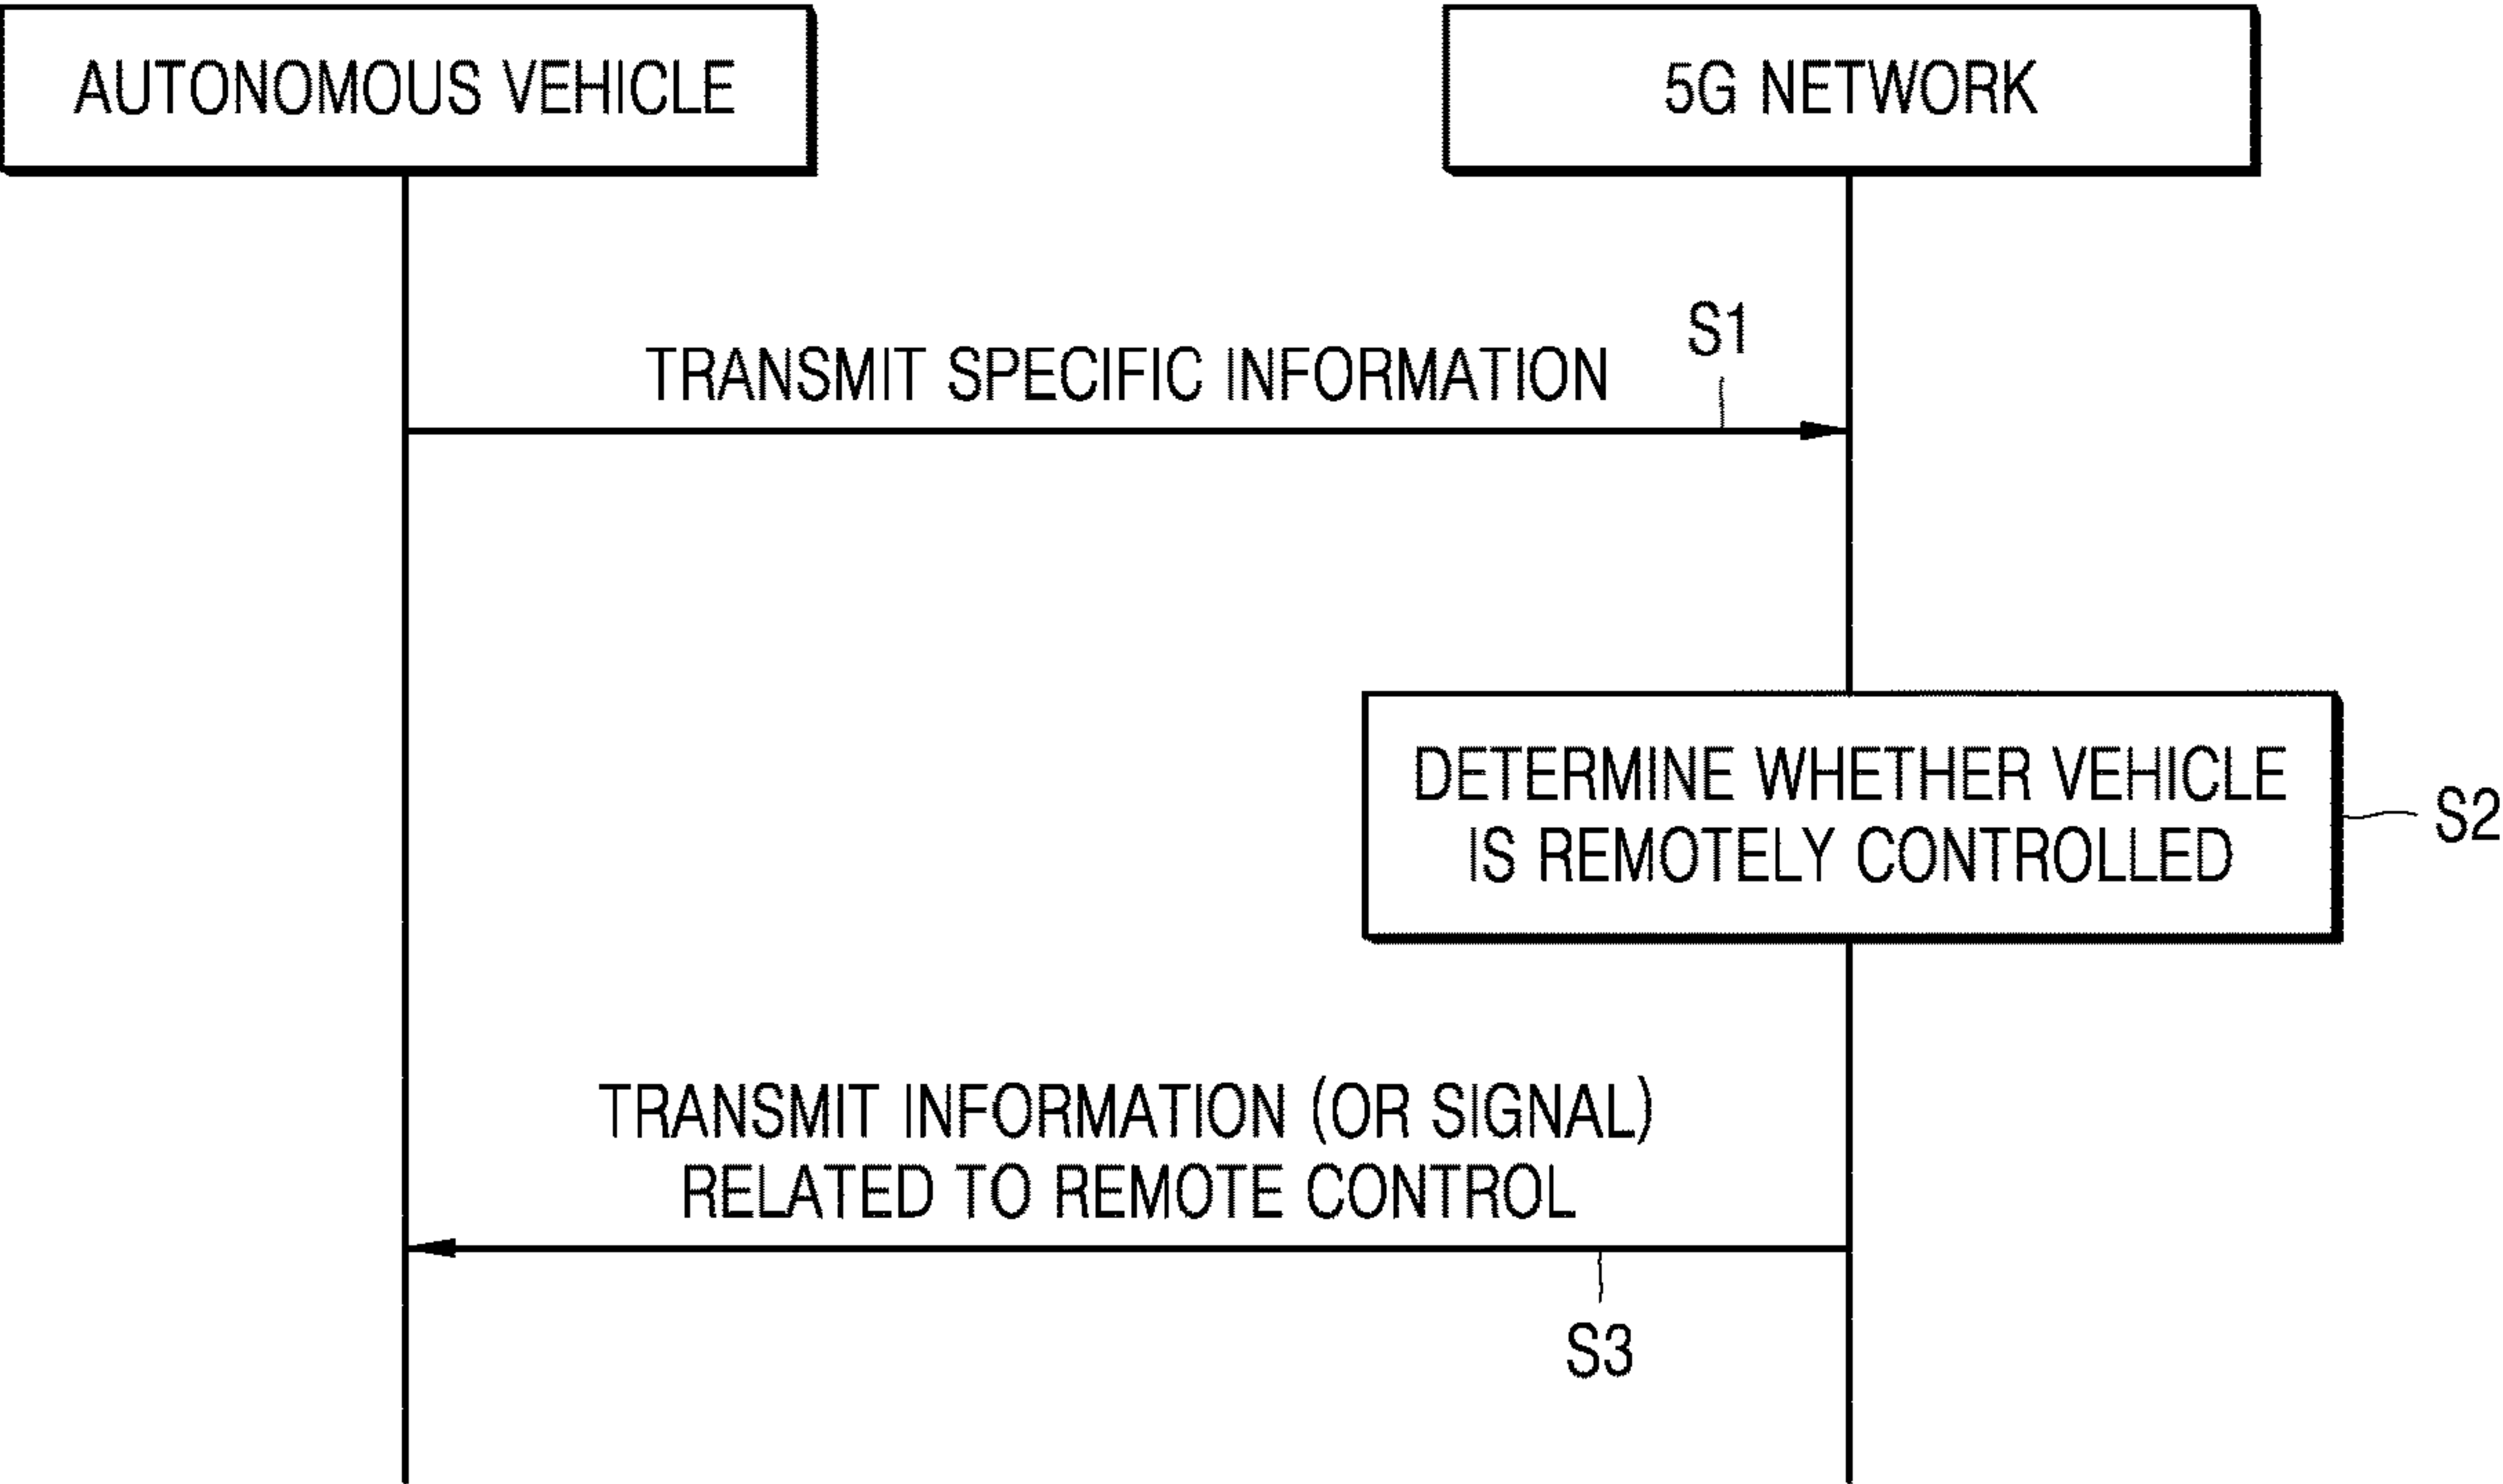 AUTONOMOUS VEHICLE
5G NETWORK
S1
TRANSMIT SPECIFIC INFORMATION
DETERMINE WHETHER VEHICLE
IS REMOTELY CONTROLLED
S2
TRANSMIT INFORMATION (OR SIGNAL)
RELATED TO REMOTE CONTROL
S3